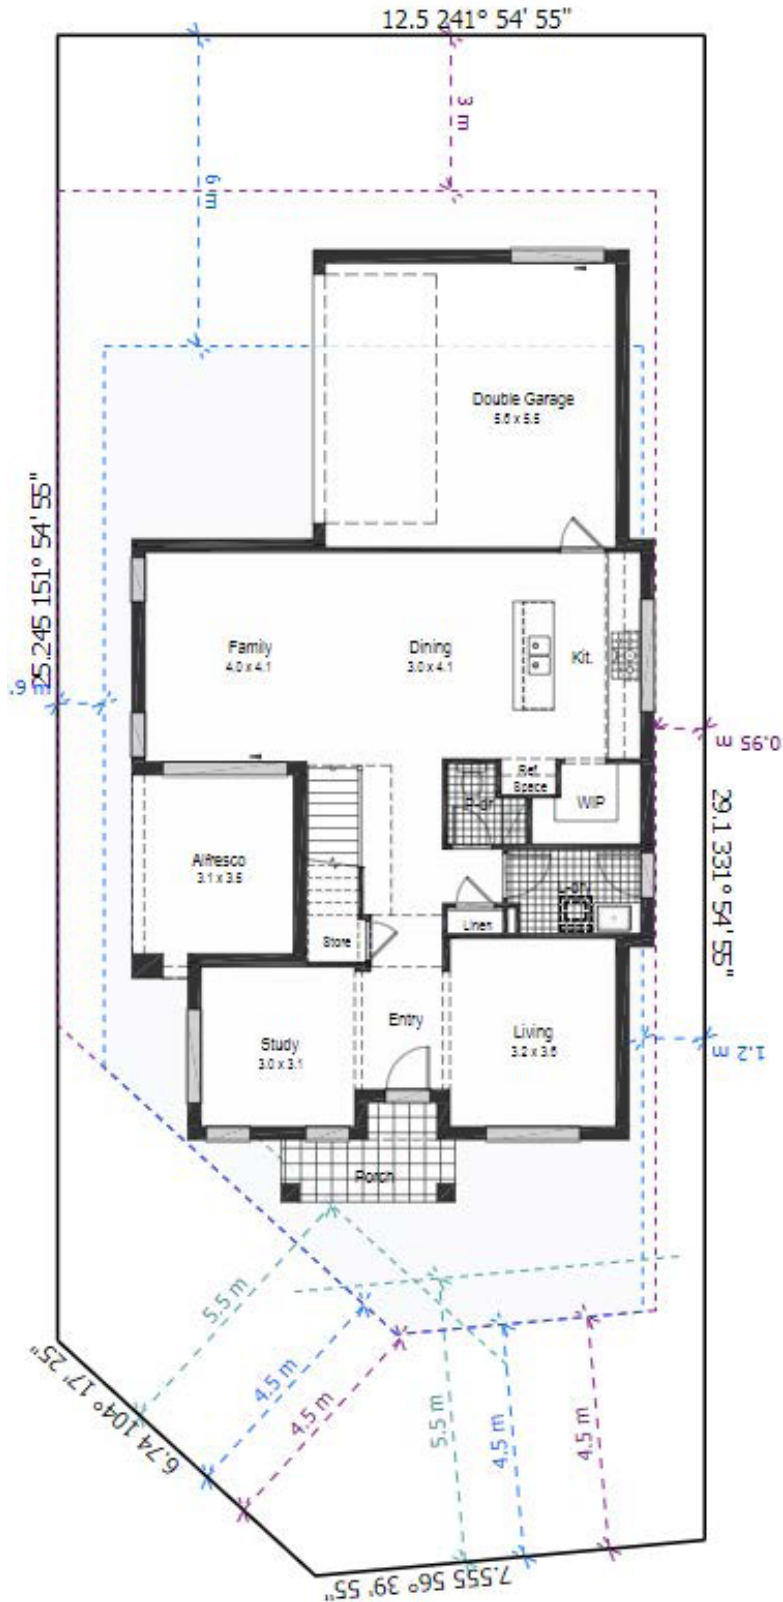 12.5 241° 54' 55"
3 m
6 m
Double Garage
5.6 x 5.5
25.245 151° 54' 55"
Family
4.0 x 4.1
Dining
3.0 x 4.1
Kit.
0.95 m
Ref.
Space
P-dr
WIP
Alfresco
3.1 x 3.5
L-dry
29.1 331° 54' 55"
Store
Linen
Entry
Study
3.0 x 3.1
Living
3.2 x 3.6
1.2 m
Porch
5.5 m
4.5 m
4.5 m
5.5 m
4.5 m
4.5 m
6.74 104° 17' 25"
7.555 56° 39' 55"